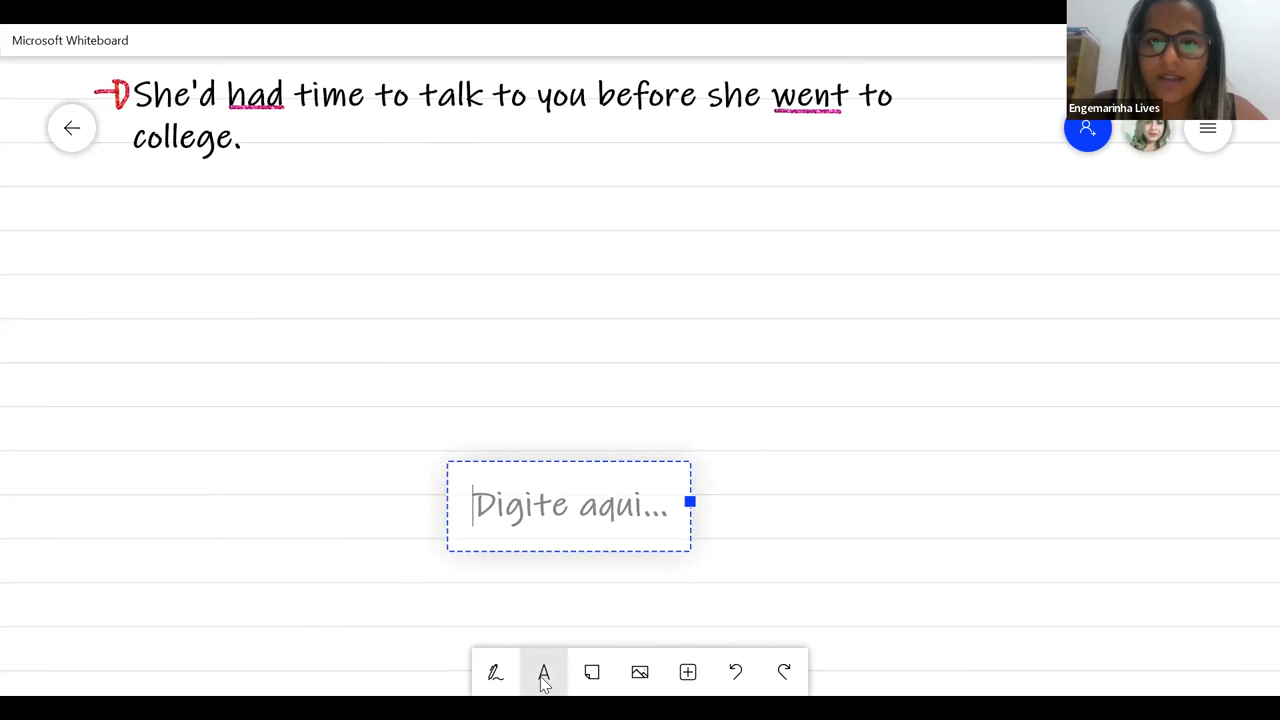 Microsoft Whiteboard
She'd had time to talk to you before she went to
college.
Engemarinha Lives
Digite aqui...